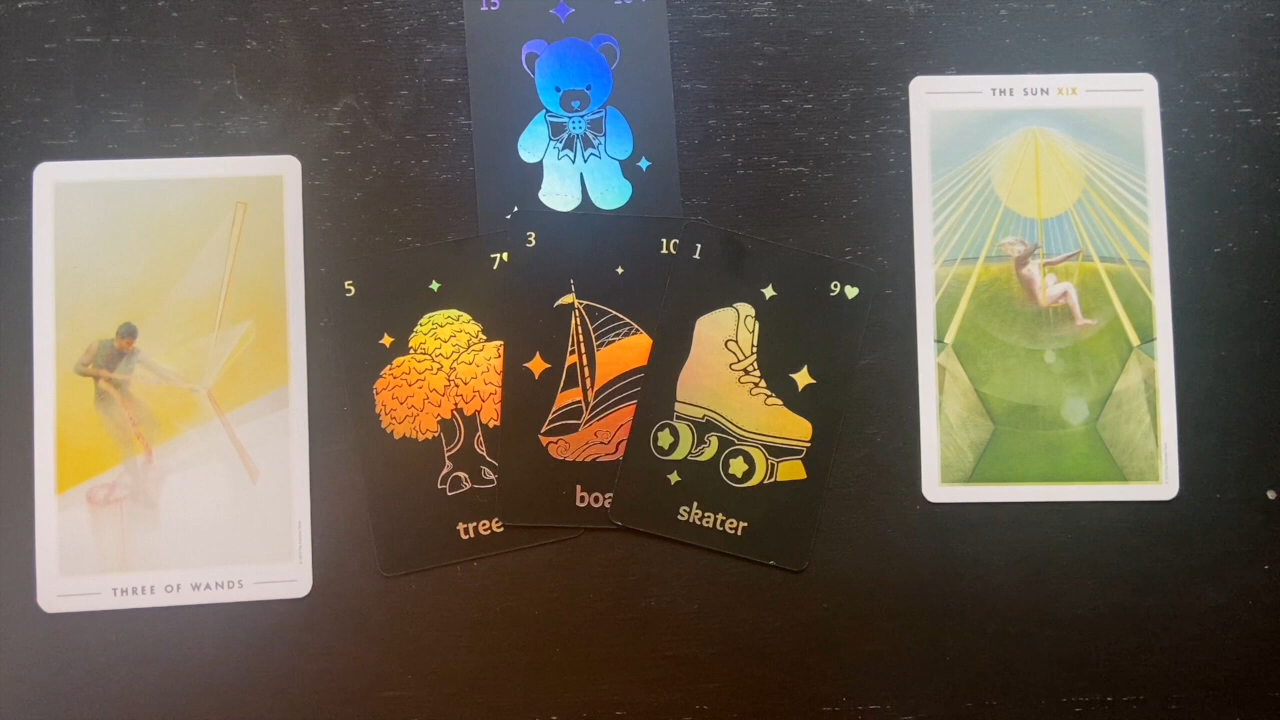 15
THE SUN XIX
3
10
1
5
7
9
tree
boa
skater
THREE OF WANDS